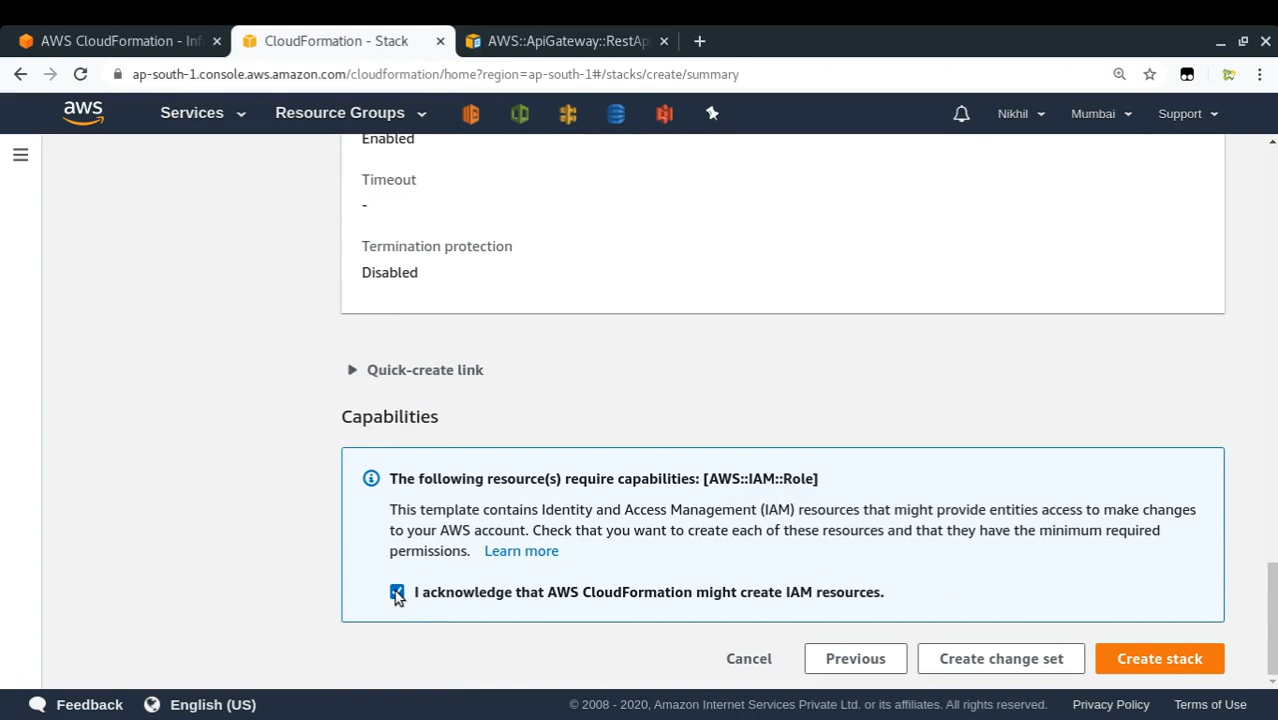 AWS CloudFormation - Inf
CloudFormation - Stack
AWS::ApiGateway::RestAp
ap-south-1.console.aws.amazon.com/cloudformation/home?region=ap-south-1#/stacks/create/summary
aws
Services
Resource Groups
Nikhil
Mumbai
Support
Enabled
Timeout
-
Termination protection
Disabled
Quick-create link
Capabilities
The following resource(s) require capabilities: [AWS::IAM::Role]
This template contains Identity and Access Management (IAM) resources that might provide entities access to make changes
to your AWS account. Check that you want to create each of these resources and that they have the minimum required
permissions. Learn more
I acknowledge that AWS CloudFormation might create IAM resources.
Cancel
Previous
Create change set
Create stack
Feedback
English (US)
© 2008 - 2020, Amazon Internet Services Private Ltd. or its affiliates. All rights reserved.
Privacy Policy
Terms of Use